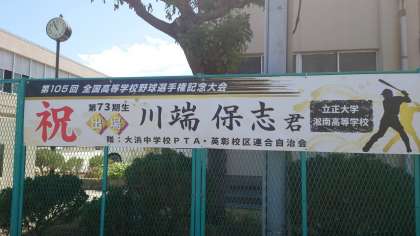 第105回 全国高等学校野球選手権記念大会
祝
第73期生
出場
川端 保志 君
立正大学
淞南高等学校
贈：大浜中学校PTA・英彰校区連合自治会